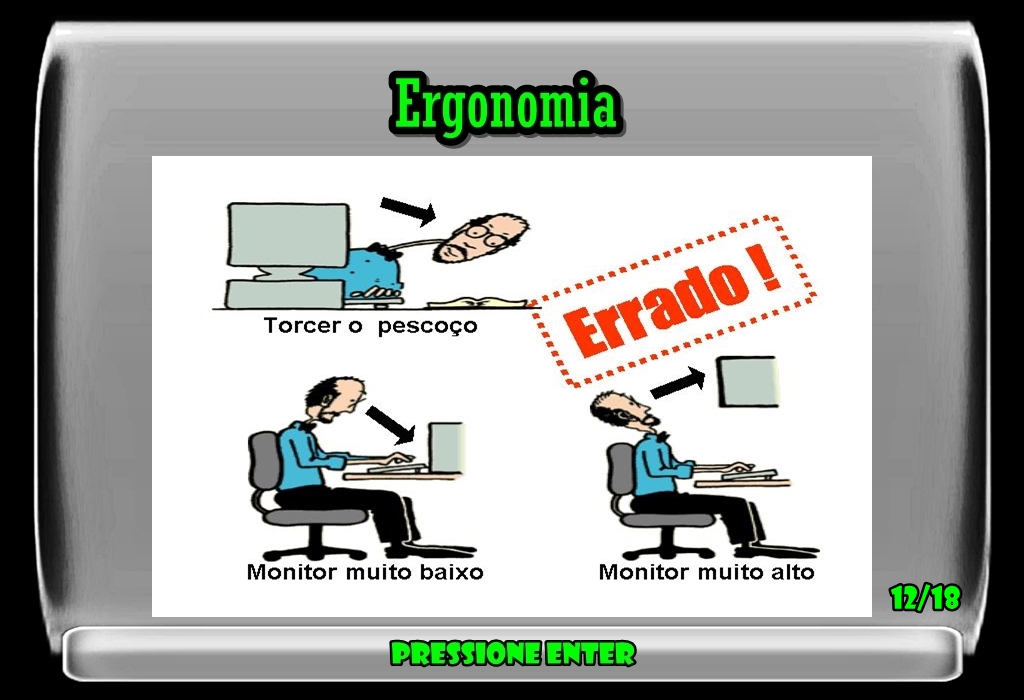 Ergonomia
Torcer o pescoço
Errado !
Monitor muito baixo
Monitor muito alto
12/18
PRESSIONE ENTER